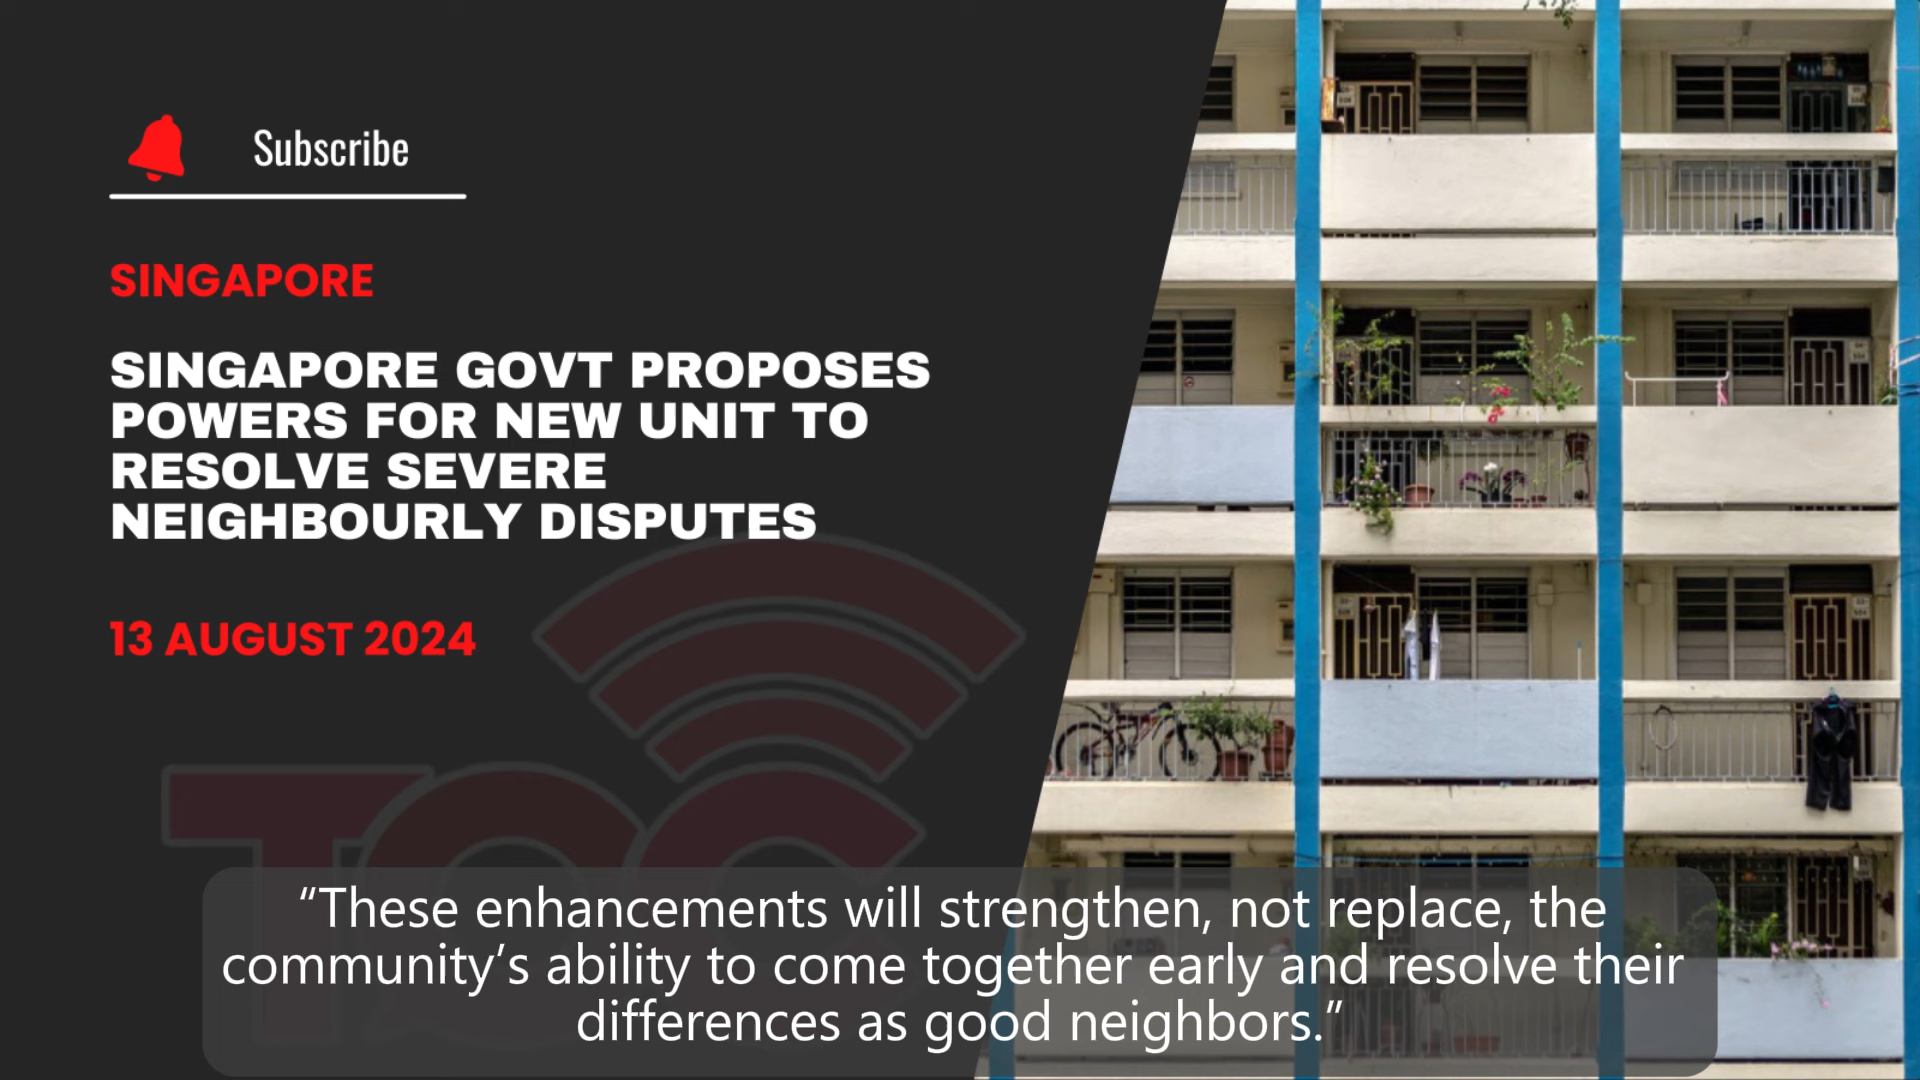 Subscribe
SINGAPORE
SINGAPORE GOVT PROPOSES
POWERS FOR NEW UNIT TO
RESOLVE SEVERE
NEIGHBOURLY DISPUTES
13 AUGUST 2024
TOC
“These enhancements will strengthen, not replace, the
community’s ability to come together early and resolve their
differences as good neighbors.”